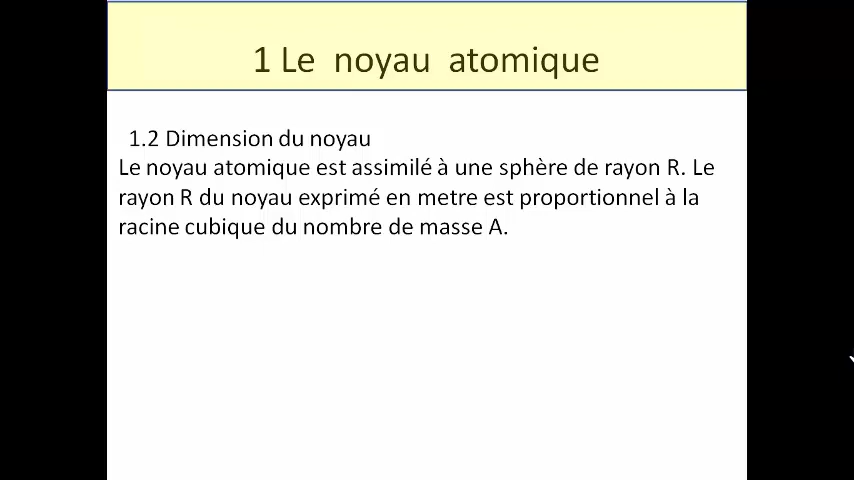 1 Le noyau atomique
1.2 Dimension du noyau
Le noyau atomique est assimilé à une sphère de rayon R. Le
rayon R du noyau exprimé en metre est proportionnel à la
racine cubique du nombre de masse A.